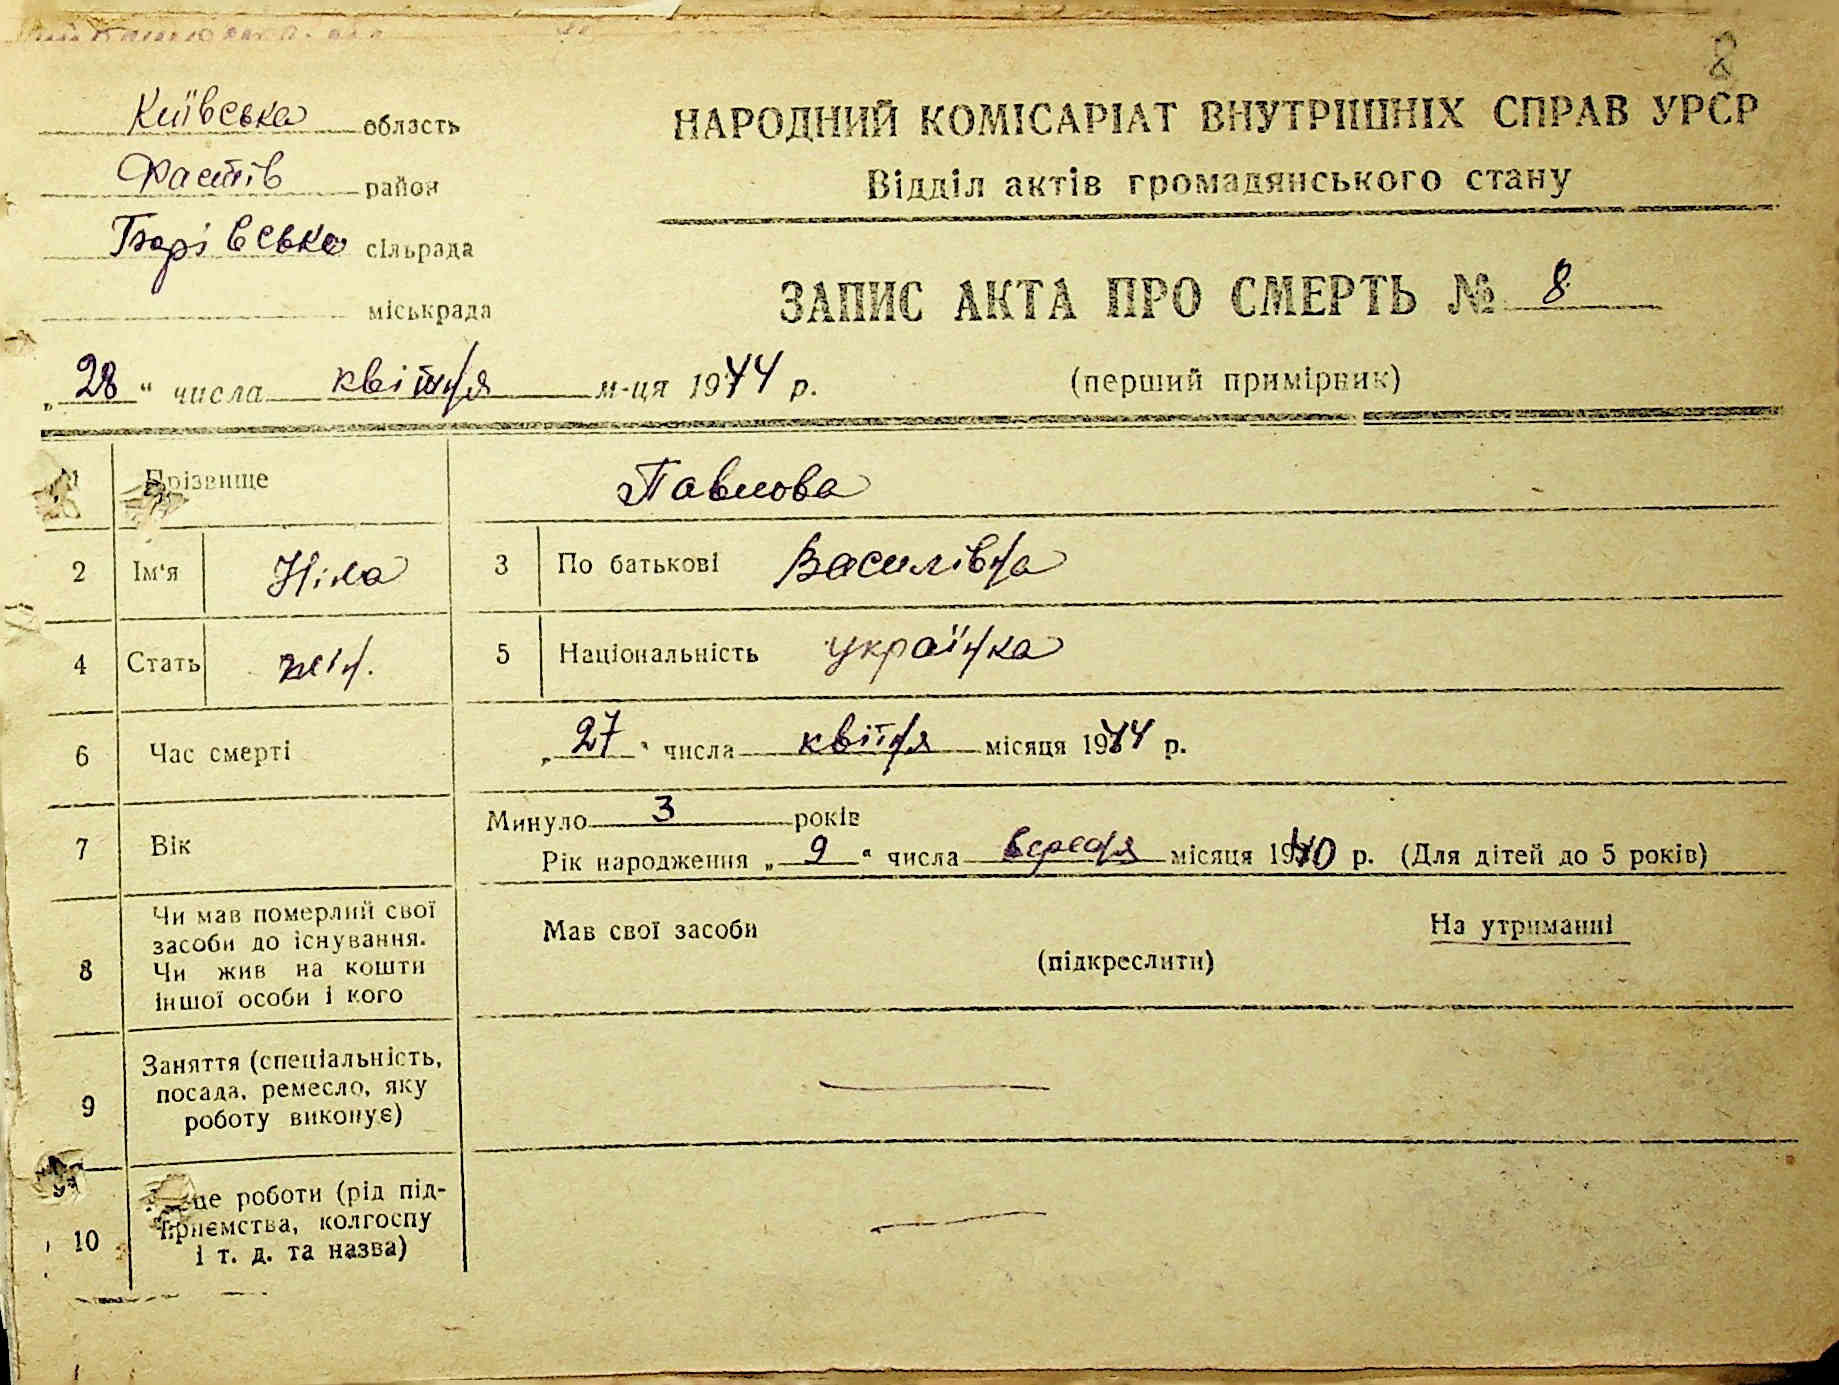 8
Київська область
Фастів район
сільрада
міськрада
НАРОДНИЙ КОМІСАРІАТ ВНУТРІШНІХ СПРАВ УРСР
Відділ актів громадянського стану
ЗАПИС АКТА ПРО СМЕРТЬ № 8
„28“ числа квітня м-ця 1944 р.
(перший примірник)
Прізвище Павлова
2 Ім'я Ніна 3 По батькові Василівна
4 Стать жін. 5 Національність українка
6 Час смерті „27“ числа квітня місяця 1944 р.
7 Вік Минуло 3 років
Рік народження „9“ числа місяця 1940 р. (Для дітей до 5 років)
8 Чи мав померлий свої
засоби до існування.
Чи жив на кошти
іншої особи і кого
Мав свої засоби
(підкреслити)
На утриманні
9 Заняття (спеціальність,
посада, ремесло, яку
роботу виконує)
—
10 це роботи (рід під-
приємства, колгоспу
і т. д. та назва)
—